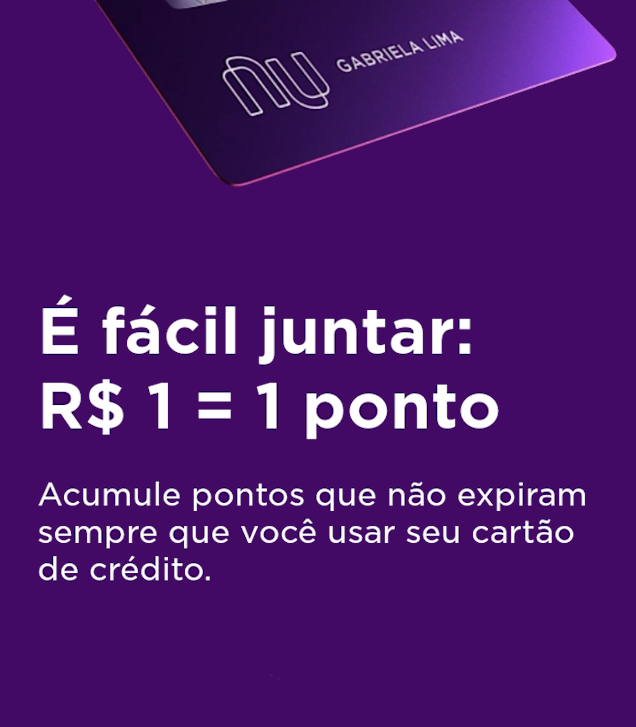 nu
GABRIELA LIMA
É fácil juntar:
R$ 1 = 1 ponto
Acumule pontos que não expiram
sempre que você usar seu cartão
de crédito.